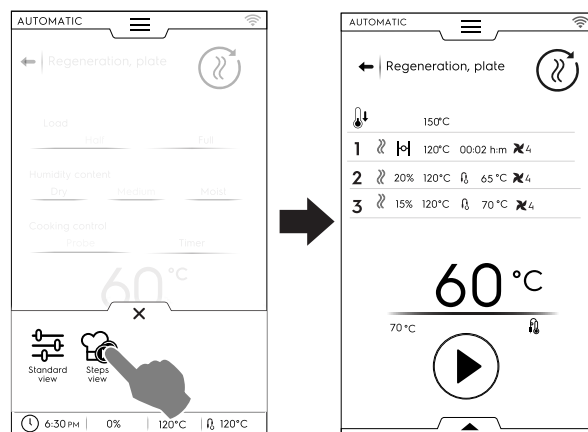 AUTOMATIC
Regeneration, plate
Load
Half
Full
Humidity content
Dry
Medium
Moist
Cooking control
Probe
Timer
60 °C
Standard view
Steps view
6:30 PM
0%
120°C
120°C
AUTOMATIC
Regeneration, plate
150°C
1 120°C 00:02 h:m 4
2 20% 120°C 65 °C 4
3 15% 120°C 70 °C 4
60 °C
70 °C